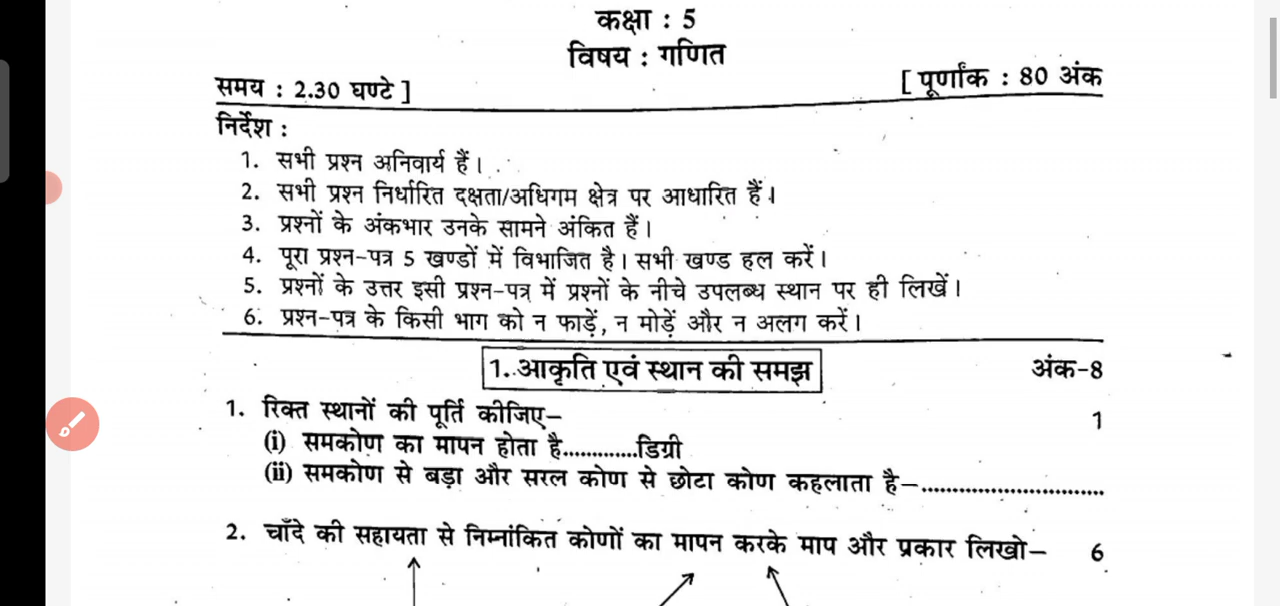 कक्षा : 5
विषय : गणित
समय : 2.30 घण्टे ]
[ पूर्णांक : 80 अंक
निर्देश :
1. सभी प्रश्न अनिवार्य हैं।
2. सभी प्रश्न निर्धारित दक्षता/अधिगम क्षेत्र पर आधारित हैं।
3. प्रश्नों के अंकभार उनके सामने अंकित हैं।
4. पूरा प्रश्न-पत्र 5 खण्डों में विभाजित है। सभी खण्ड हल करें।
5. प्रश्नों के उत्तर इसी प्रश्न-पत्र में प्रश्नों के नीचे उपलब्ध स्थान पर ही लिखें।
6. प्रश्न-पत्र के किसी भाग को न फाड़ें, न मोड़ें और न अलग करें।
1. आकृति एवं स्थान की समझ
अंक-8
1. रिक्त स्थानों की पूर्ति कीजिए– 1
(i) समकोण का मापन होता है.............डिग्री
(ii) समकोण से बड़ा और सरल कोण से छोटा कोण कहलाता है–..............................
2. चाँदे की सहायता से निम्नांकित कोणों का मापन करके माप और प्रकार लिखो– 6